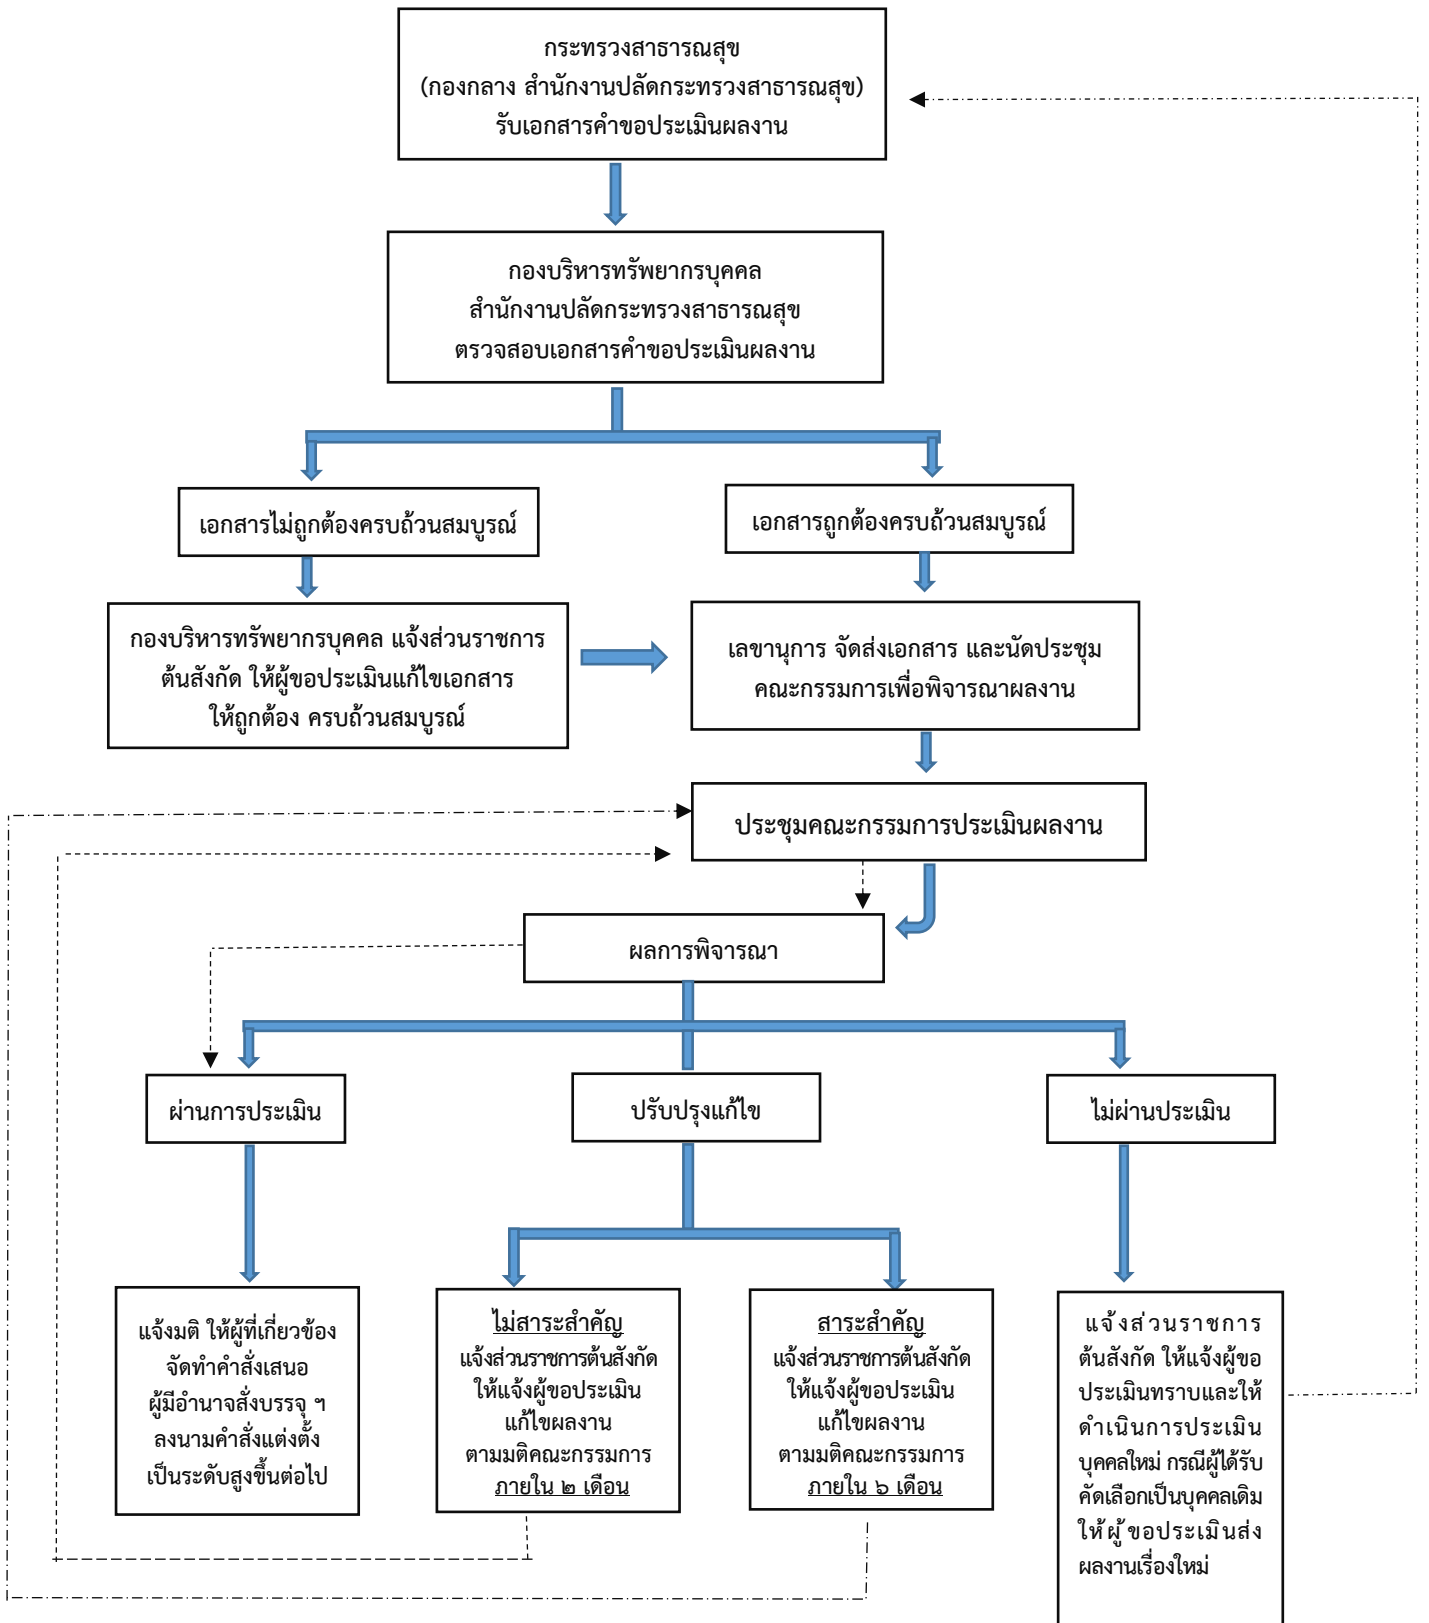 กระทรวงสาธารณสุข
(กองกลาง สำนักงานปลัดกระทรวงสาธารณสุข)
รับเอกสารคำขอประเมินผลงาน
กองบริหารทรัพยากรบุคคล
สำนักงานปลัดกระทรวงสาธารณสุข
ตรวจสอบเอกสารคำขอประเมินผลงาน
เอกสารไม่ถูกต้องครบถ้วนสมบูรณ์
เอกสารถูกต้องครบถ้วนสมบูรณ์
กองบริหารทรัพยากรบุคคล แจ้งส่วนราชการ
ต้นสังกัด ให้ผู้ขอประเมินแก้ไขเอกสาร
ให้ถูกต้อง ครบถ้วนสมบูรณ์
เลขานุการ จัดส่งเอกสาร และนัดประชุม
คณะกรรมการเพื่อพิจารณาผลงาน
ประชุมคณะกรรมการประเมินผลงาน
ผลการพิจารณา
ผ่านการประเมิน
ปรับปรุงแก้ไข
ไม่ผ่านประเมิน
แจ้งมติ ให้ผู้ที่เกี่ยวข้อง
จัดทำคำสั่งเสนอ
ผู้มีอำนาจสั่งบรรจุ ฯ
ลงนามคำสั่งแต่งตั้ง
เป็นระดับสูงขึ้นต่อไป
ไม่สาระสำคัญ
แจ้งส่วนราชการต้นสังกัด
ให้แจ้งผู้ขอประเมิน
แก้ไขผลงาน
ตามมติคณะกรรมการ
ภายใน ๒ เดือน
สาระสำคัญ
แจ้งส่วนราชการต้นสังกัด
ให้แจ้งผู้ขอประเมิน
แก้ไขผลงาน
ตามมติคณะกรรมการ
ภายใน ๖ เดือน
แจ้งส่วนราชการ
ต้นสังกัด ให้แจ้งผู้ขอ
ประเมินทราบและให้
ดำเนินการประเมิน
บุคคลใหม่ กรณีผู้ได้รับ
คัดเลือกเป็นบุคคลเดิม
ให้ผู้ขอประเมินส่ง
ผลงานเรื่องใหม่